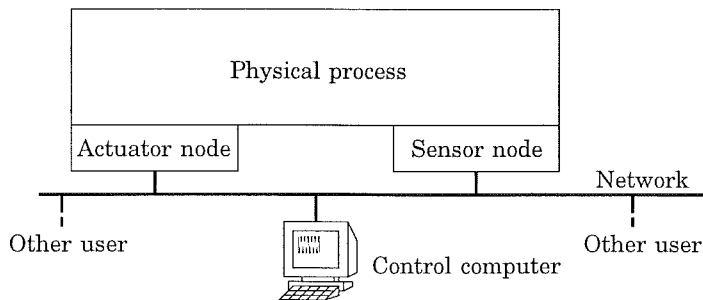 Physical process
Actuator node
Sensor node
Network
Other user
Other user
Control computer